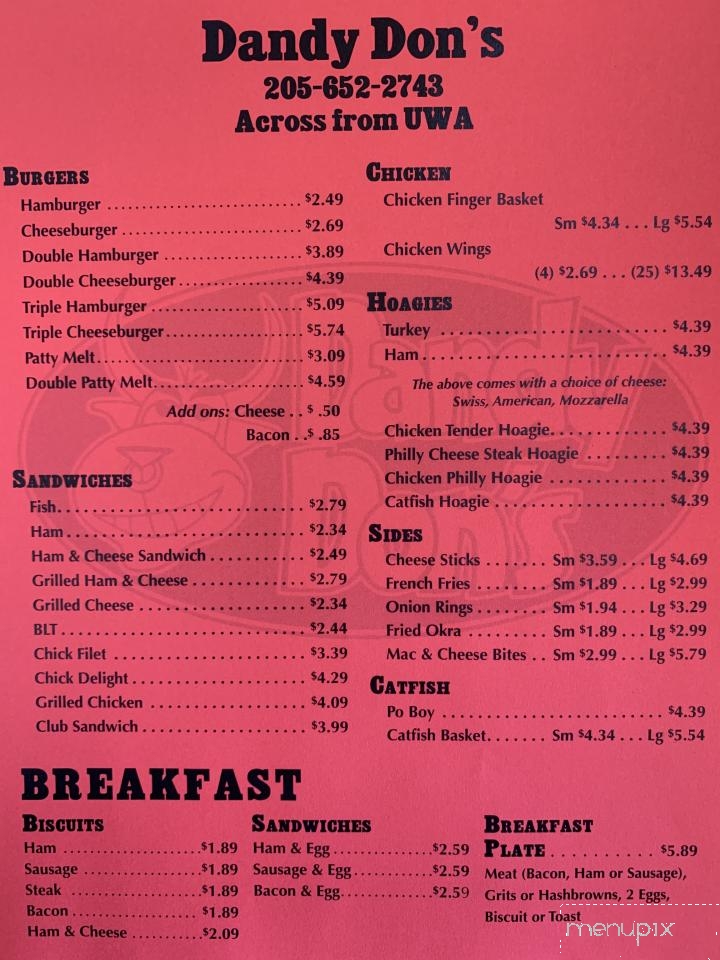 Dandy Don's
205-652-2743
Across from UWA
BURGERS
Hamburger ............................ $2.49
Cheeseburger .......................... $2.69
Double Hamburger .................... $3.89
Double Cheeseburger .................. $4.39
Triple Hamburger ...................... $5.09
Triple Cheeseburger .................... $5.74
Patty Melt .............................. $3.09
Double Patty Melt ...................... $4.59
Add ons: Cheese .. $ .50
Bacon .. $ .85
SANDWICHES
Fish .................................. $2.79
Ham .................................. $2.34
Ham & Cheese Sandwich .............. $2.49
Grilled Ham & Cheese ................ $2.79
Grilled Cheese ........................ $2.34
BLT .................................. $2.44
Chick Filet ............................ $3.39
Chick Delight .......................... $4.29
Grilled Chicken ........................ $4.09
Club Sandwich ........................ $3.99
CHICKEN
Chicken Finger Basket
Sm $4.34 ... Lg $5.54
Chicken Wings
(4) $2.69 ... (25) $13.49
HOAGIES
Turkey ................................ $4.39
Ham .................................. $4.39
The above comes with a choice of cheese:
Swiss, American, Mozzarella
Chicken Tender Hoagie ................ $4.39
Philly Cheese Steak Hoagie ............ $4.39
Chicken Philly Hoagie ................ $4.39
Catfish Hoagie ........................ $4.39
SIDES
Cheese Sticks ....... Sm $3.59 ... Lg $4.69
French Fries ........ Sm $1.89 ... Lg $2.99
Onion Rings ........ Sm $1.94 ... Lg $3.29
Fried Okra ......... Sm $1.89 ... Lg $2.99
Mac & Cheese Bites .. Sm $2.99 ... Lg $5.79
CATFISH
Po Boy ................................ $4.39
Catfish Basket ....... Sm $4.34 ... Lg $5.54
Dandy
Don's
BREAKFAST
BISCUITS
Ham .................... $1.89
Sausage .................. $1.89
Steak .................... $1.89
Bacon .................... $1.89
Ham & Cheese ........... $2.09
SANDWICHES
Ham & Egg ............... $2.59
Sausage & Egg ............ $2.59
Bacon & Egg .............. $2.59
BREAKFAST
PLATE .......... $5.89
Meat (Bacon, Ham or Sausage),
Grits or Hashbrowns, 2 Eggs,
Biscuit or Toast
menupix